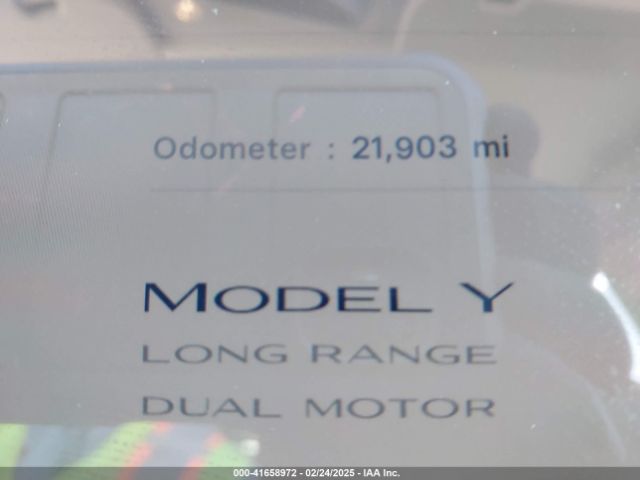 Odometer : 21,903 mi
MODEL Y
LONG RANGE
DUAL MOTOR
000-41658972 - 02/24/2025 - IAA Inc.